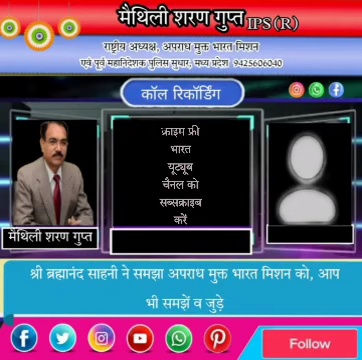 मैथिली शरण गुप्त IPS (R)
राष्ट्रीय अध्यक्ष, अपराध मुक्त भारत मिशन
एवं पूर्व महानिदेशक पुलिस सुधार, मध्य प्रदेश 9425606040
कॉल रिकॉर्डिंग
क्राइम फ्री
भारत
यूट्यूब
चैनल को
सब्सक्राइब
करें
मैथिली शरण गुप्त
श्री ब्रह्मानंद साहनी ने समझा अपराध मुक्त भारत मिशन को, आप
भी समझें व जुड़े
Follow